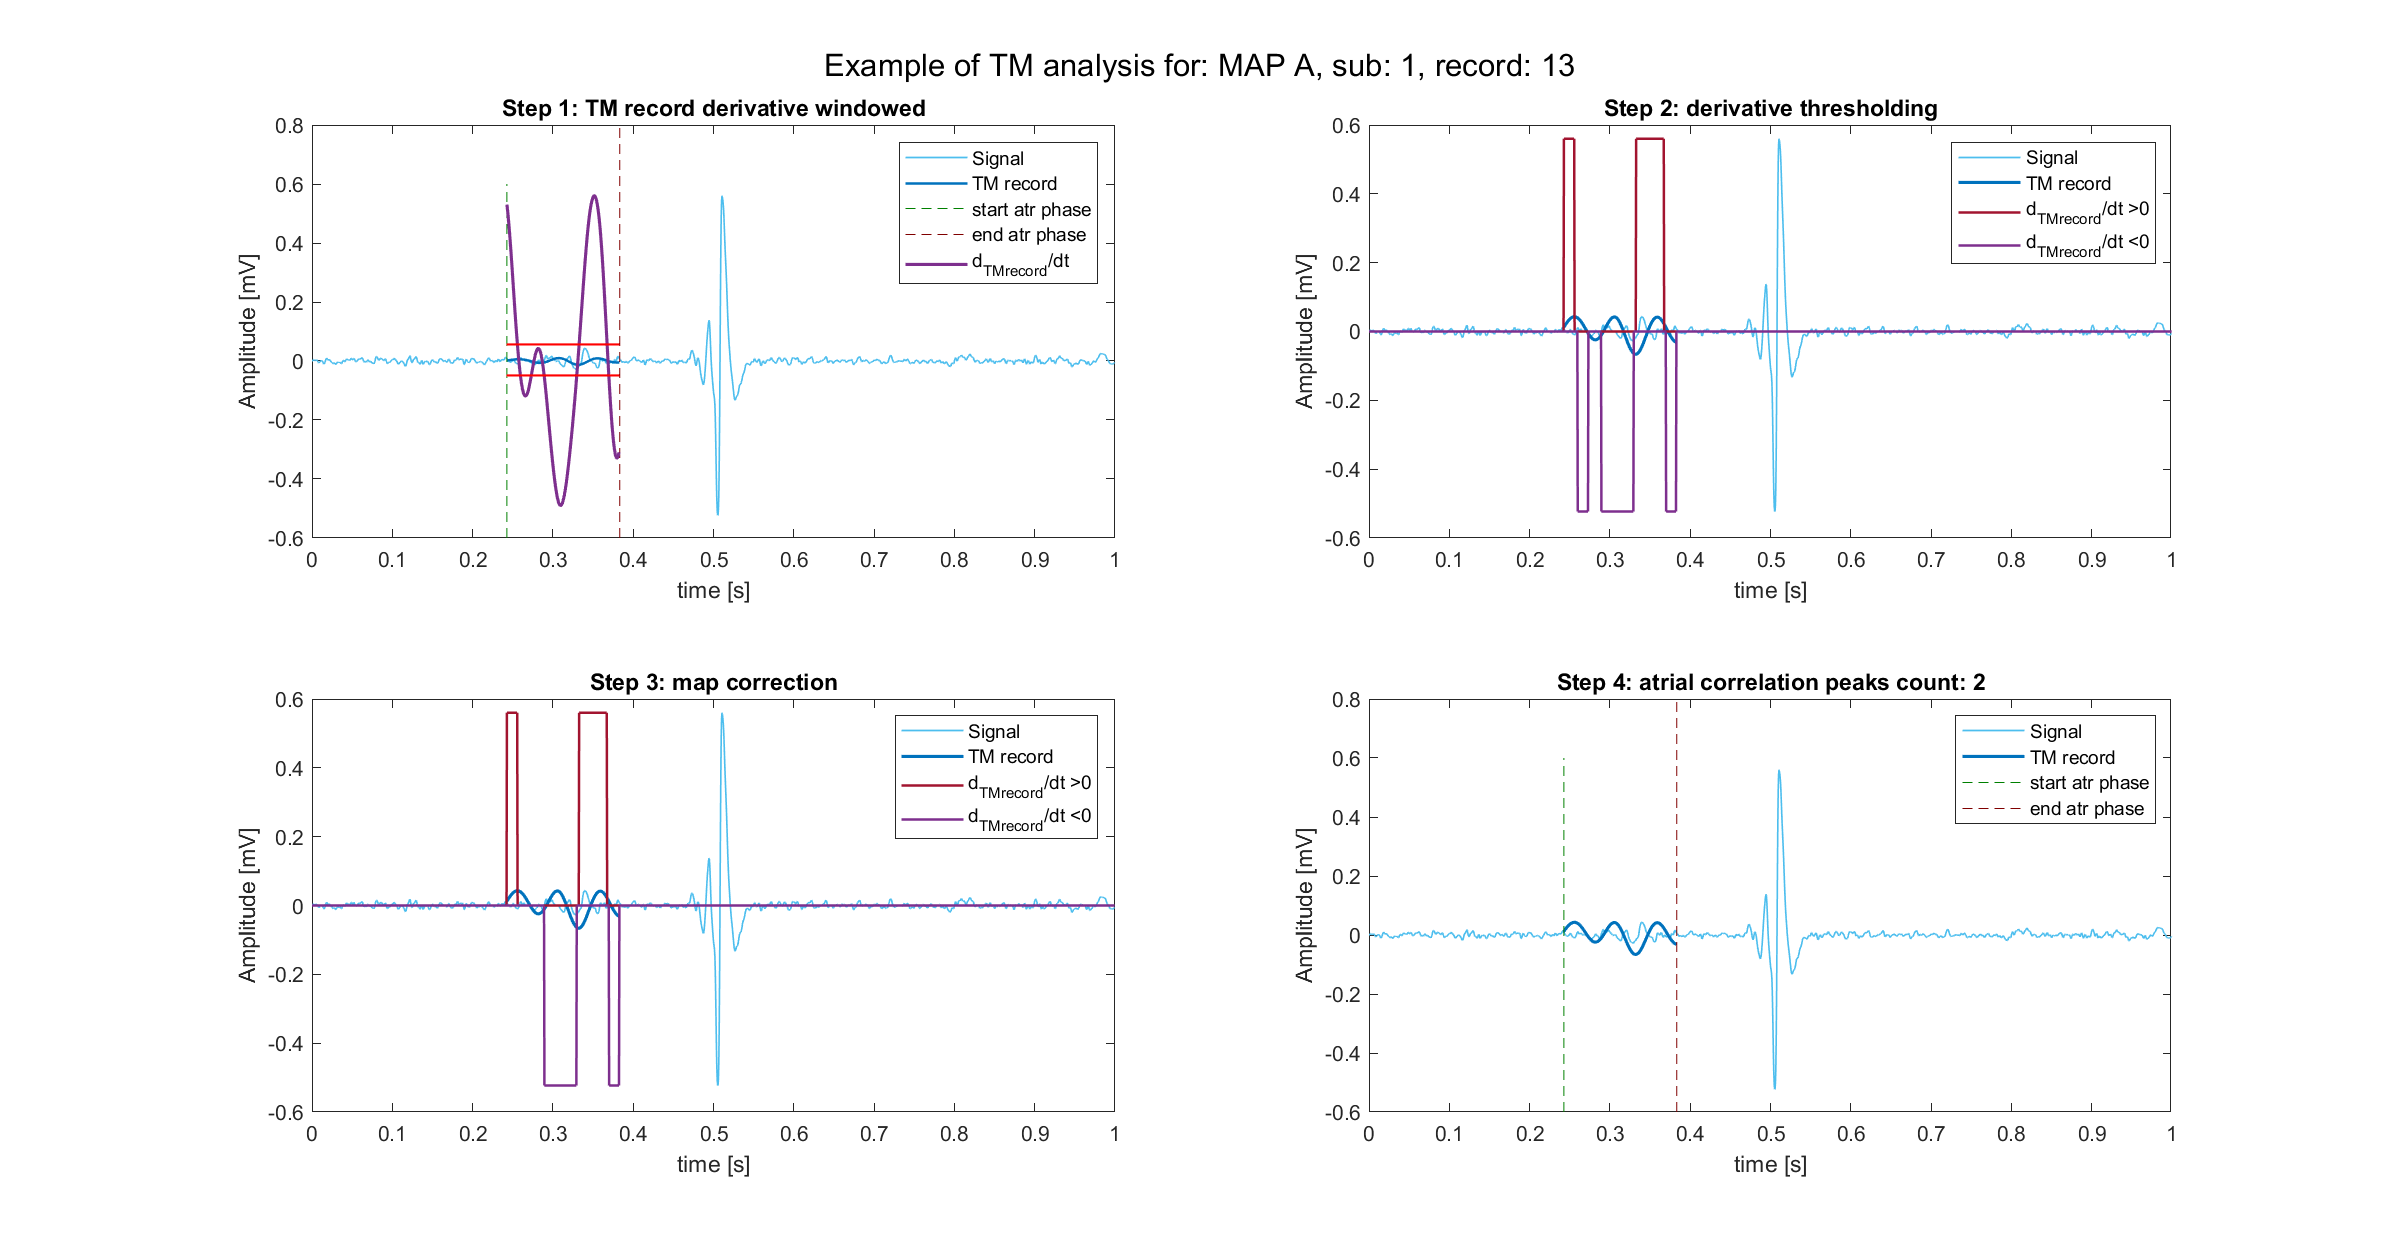 Example of TM analysis for: MAP A, sub: 1, record: 13
Step 1: TM record derivative windowed
0.8
0.6
0.4
0.2
0
-0.2
-0.4
-0.6
Amplitude [mV]
0 0.1 0.2 0.3 0.4 0.5 0.6 0.7 0.8 0.9 1
time [s]
Signal
TM record
start atr phase
end atr phase
dTMrecord/dt
Step 2: derivative thresholding
0.6
0.4
0.2
0
-0.2
-0.4
-0.6
Amplitude [mV]
0 0.1 0.2 0.3 0.4 0.5 0.6 0.7 0.8 0.9 1
time [s]
Signal
TM record
dTMrecord/dt >0
dTMrecord/dt <0
Step 3: map correction
0.6
0.4
0.2
0
-0.2
-0.4
-0.6
Amplitude [mV]
0 0.1 0.2 0.3 0.4 0.5 0.6 0.7 0.8 0.9 1
time [s]
Signal
TM record
dTMrecord/dt >0
dTMrecord/dt <0
Step 4: atrial correlation peaks count: 2
0.8
0.6
0.4
0.2
0
-0.2
-0.4
-0.6
Amplitude [mV]
0 0.1 0.2 0.3 0.4 0.5 0.6 0.7 0.8 0.9 1
time [s]
Signal
TM record
start atr phase
end atr phase